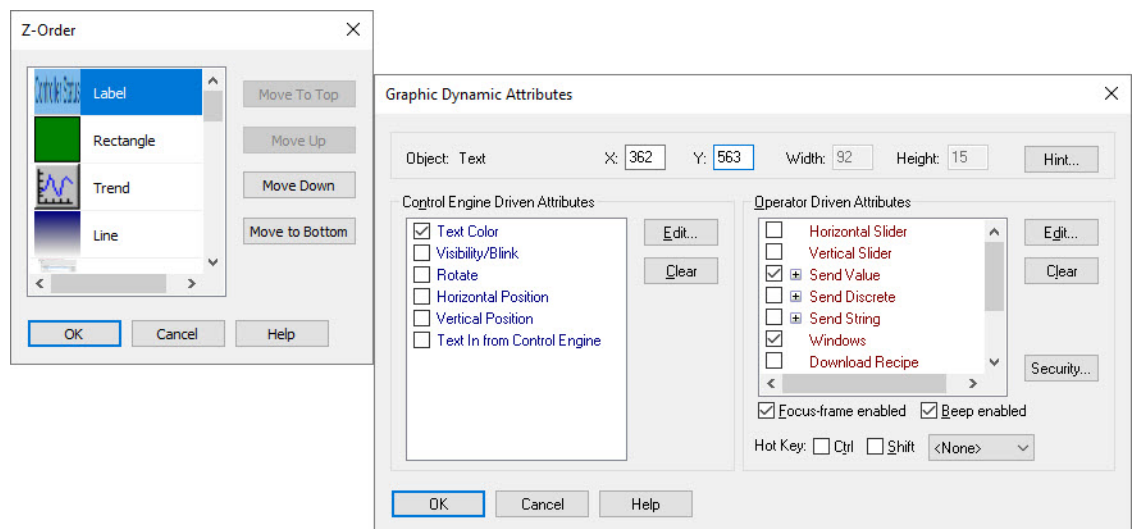 Z-Order
Controller Status Label
Rectangle
Trend
Line
Move To Top
Move Up
Move Down
Move to Bottom
OK Cancel Help
Graphic Dynamic Attributes
Object: Text X: 362 Y: 563 Width: 92 Height: 15 Hint...
Control Engine Driven Attributes
Text Color
Visibility/Blink
Rotate
Horizontal Position
Vertical Position
Text In from Control Engine
Edit...
Clear
Operator Driven Attributes
Horizontal Slider
Vertical Slider
Send Value
Send Discrete
Send String
Windows
Download Recipe
Edit...
Clear
Security...
Focus-frame enabled Beep enabled
Hot Key: Ctrl Shift <None>
OK Cancel Help